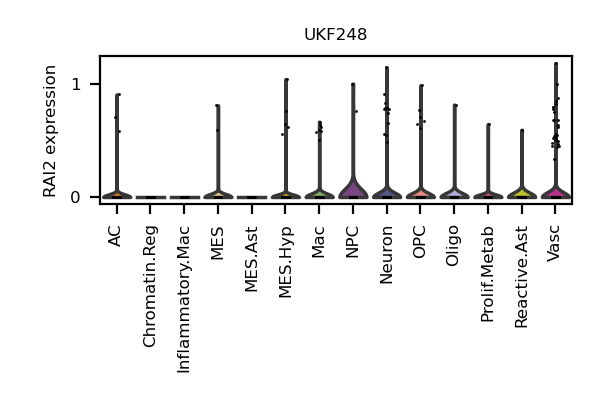 UKF248
RAI2 expression
1
0
AC
Chromatin.Reg
Inflammatory.Mac
MES
MES.Ast
MES.Hyp
Mac
NPC
Neuron
OPC
Oligo
Prolif.Metab
Reactive.Ast
Vasc